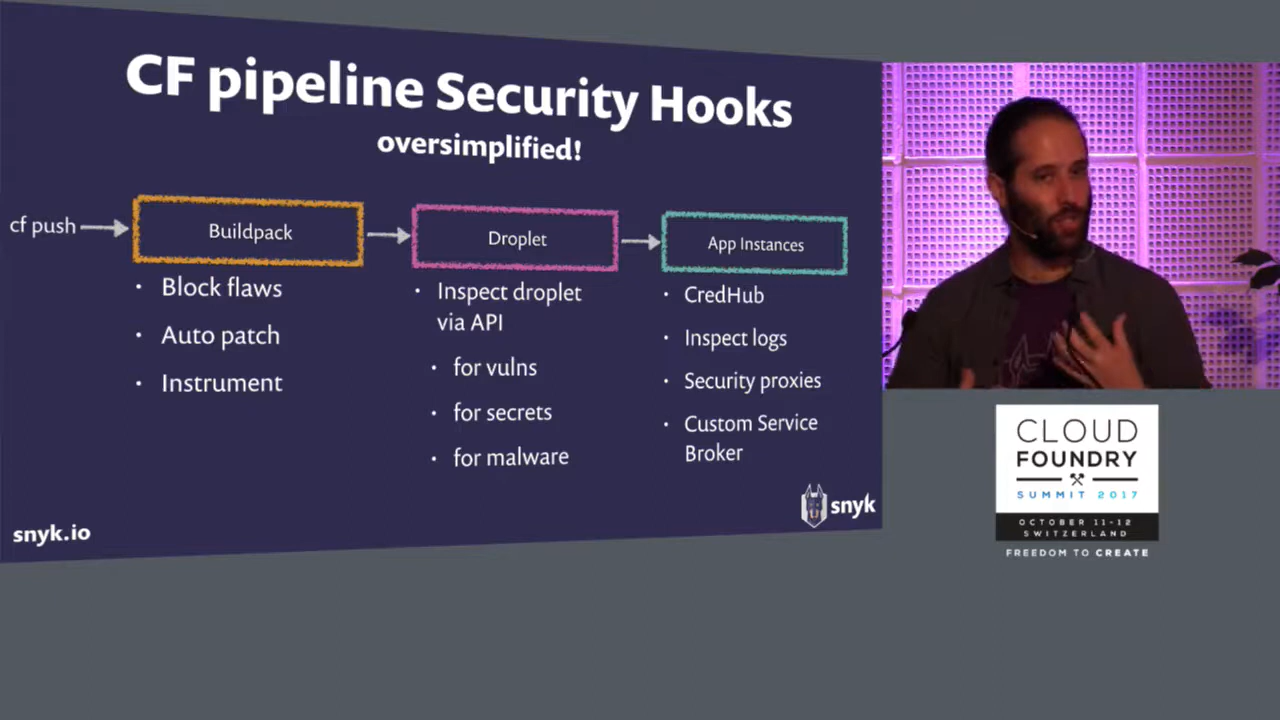 CF pipeline Security Hooks
oversimplified!
cf push
Buildpack
Droplet
App Instances
• Block flaws
• Auto patch
• Instrument
• Inspect droplet
via API
• for vulns
• for secrets
• for malware
• CredHub
• Inspect logs
• Security proxies
• Custom Service
Broker
snyk.io
snyk
CLOUD
FOUNDRY
SUMMIT 2017
OCTOBER 11-12
SWITZERLAND
FREEDOM TO CREATE